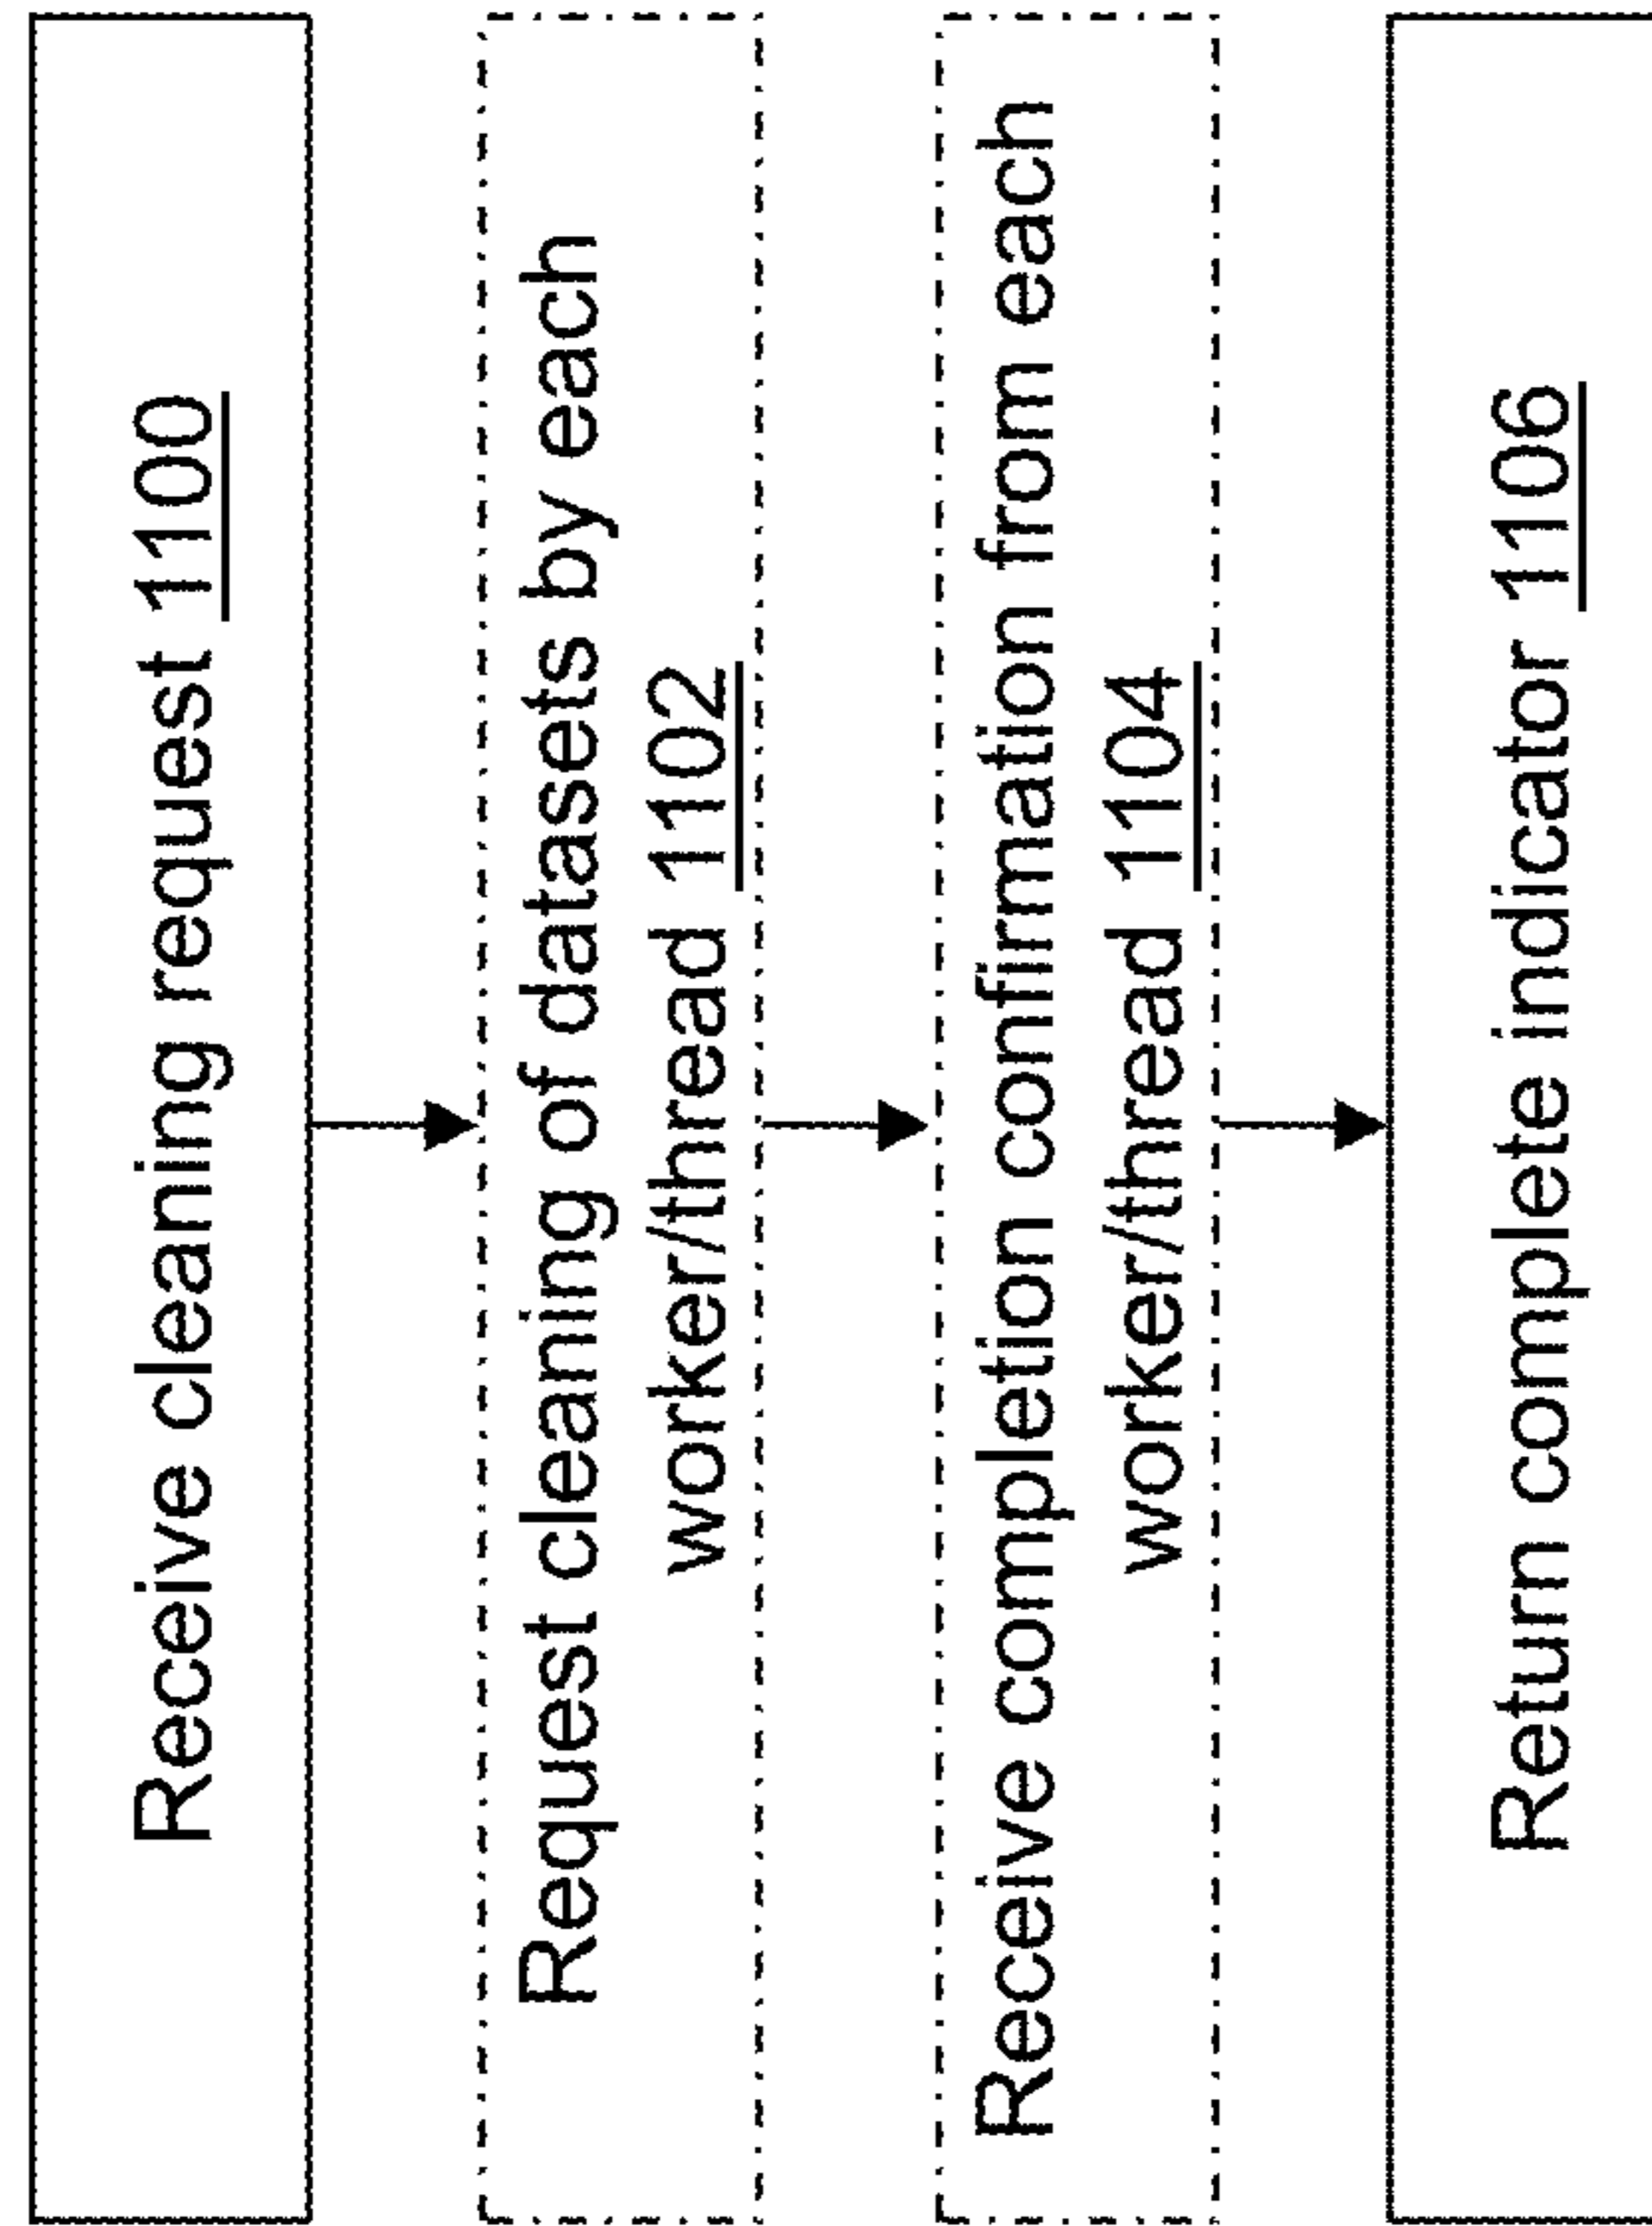 Receive cleaning request 1100
Request cleaning of datasets by each
worker/thread 1102
Receive completion confirmation from each
worker/thread 1104
Return complete indicator 1106